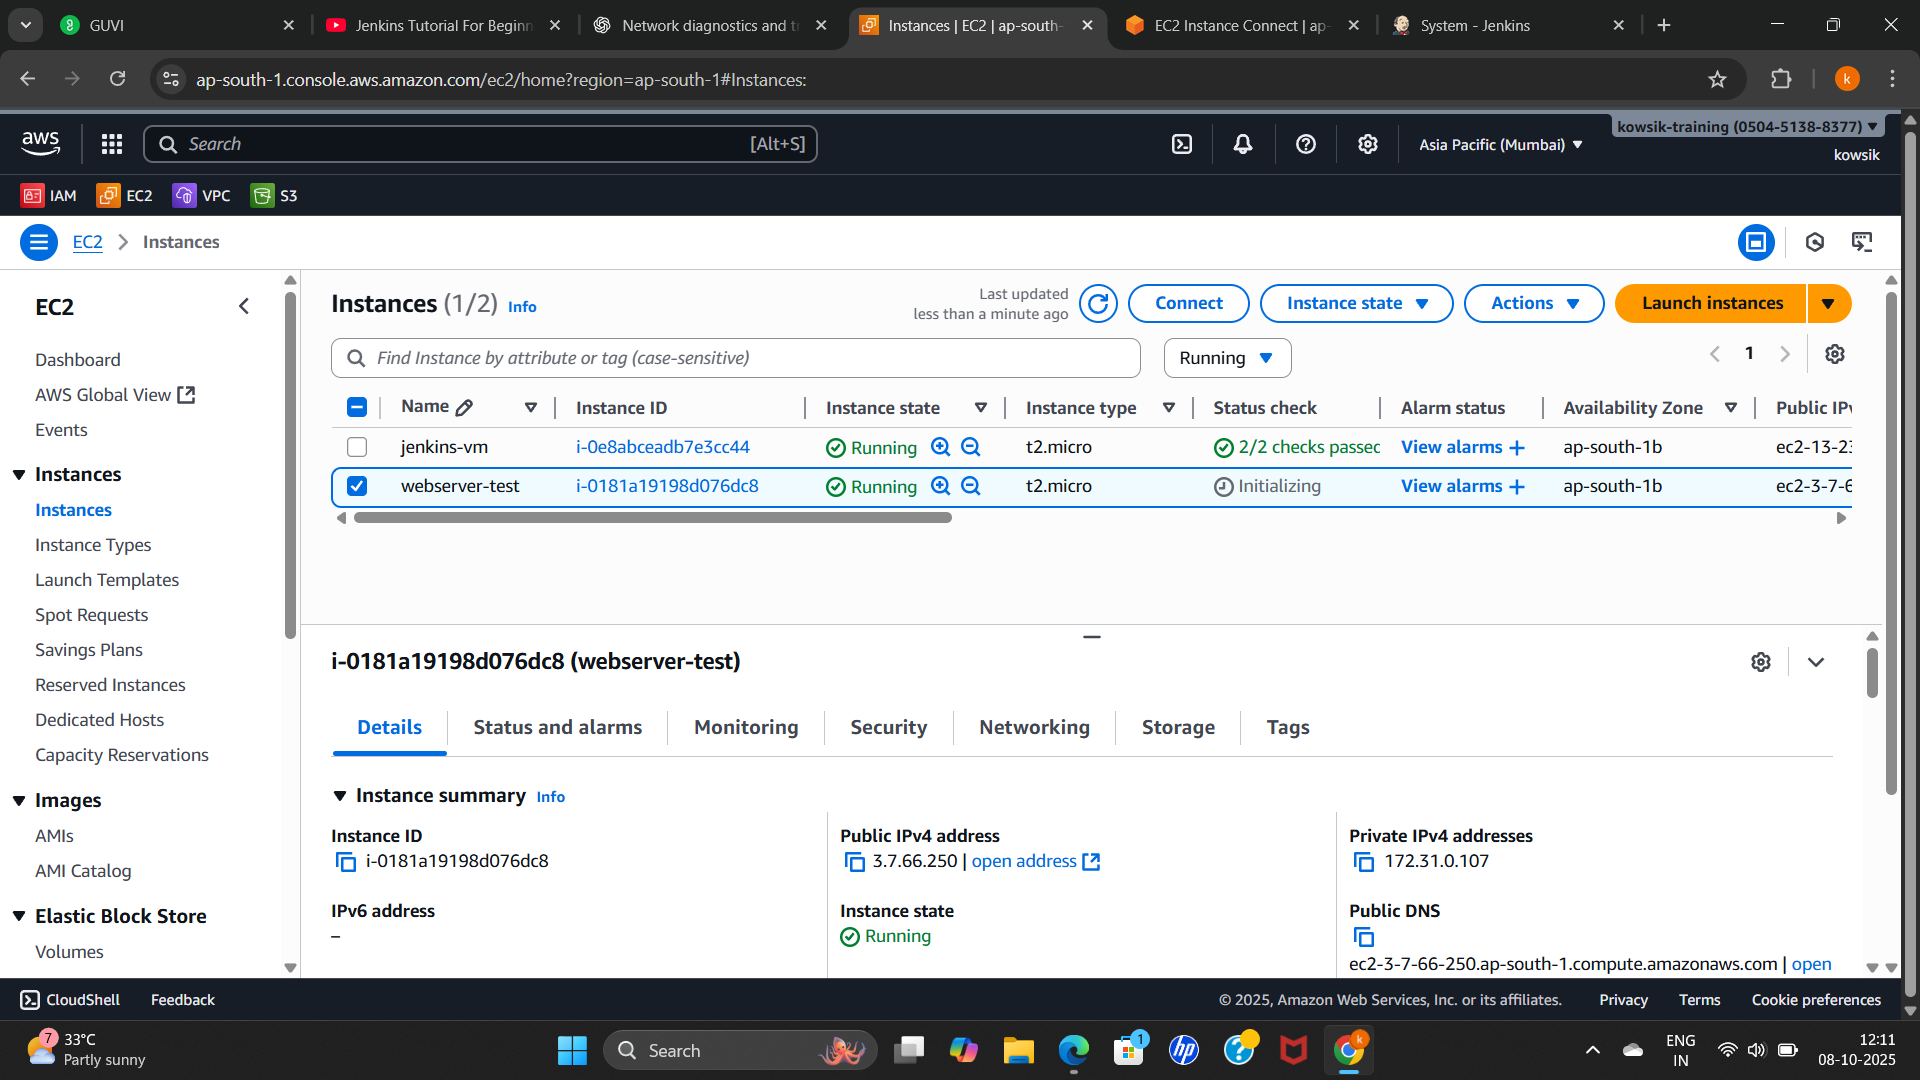 GUVI
Jenkins Tutorial For Beginn
Network diagnostics and tr
Instances | EC2 | ap-south-
EC2 Instance Connect | ap-
System - Jenkins
ap-south-1.console.aws.amazon.com/ec2/home?region=ap-south-1#Instances:
k
aws
Search
[Alt+S]
Asia Pacific (Mumbai)
kowsik-training (0504-5138-8377)
kowsik
IAM
EC2
VPC
S3
EC2
Instances
EC2
Dashboard
AWS Global View
Events
Instances
Instances
Instance Types
Launch Templates
Spot Requests
Savings Plans
Reserved Instances
Dedicated Hosts
Capacity Reservations
Images
AMIs
AMI Catalog
Elastic Block Store
Volumes
Instances (1/2) Info
Last updated
less than a minute ago
Connect
Instance state
Actions
Launch instances
Find Instance by attribute or tag (case-sensitive)
Running
1
Name Instance ID Instance state Instance type Status check Alarm status Availability Zone Public IPv
jenkins-vm i-0e8abceadb7e3cc44 Running t2.micro 2/2 checks passed View alarms + ap-south-1b ec2-13-23
webserver-test i-0181a19198d076dc8 Running t2.micro Initializing View alarms + ap-south-1b ec2-3-7-6
i-0181a19198d076dc8 (webserver-test)
Details
Status and alarms
Monitoring
Security
Networking
Storage
Tags
Instance summary Info
Instance ID
i-0181a19198d076dc8
Public IPv4 address
3.7.66.250 | open address
Private IPv4 addresses
172.31.0.107
IPv6 address
–
Instance state
Running
Public DNS
ec2-3-7-66-250.ap-south-1.compute.amazonaws.com | open
CloudShell
Feedback
© 2025, Amazon Web Services, Inc. or its affiliates.
Privacy
Terms
Cookie preferences
7
33°C
Partly sunny
Search
1
hp
?
k
ENG
IN
12:11
08-10-2025